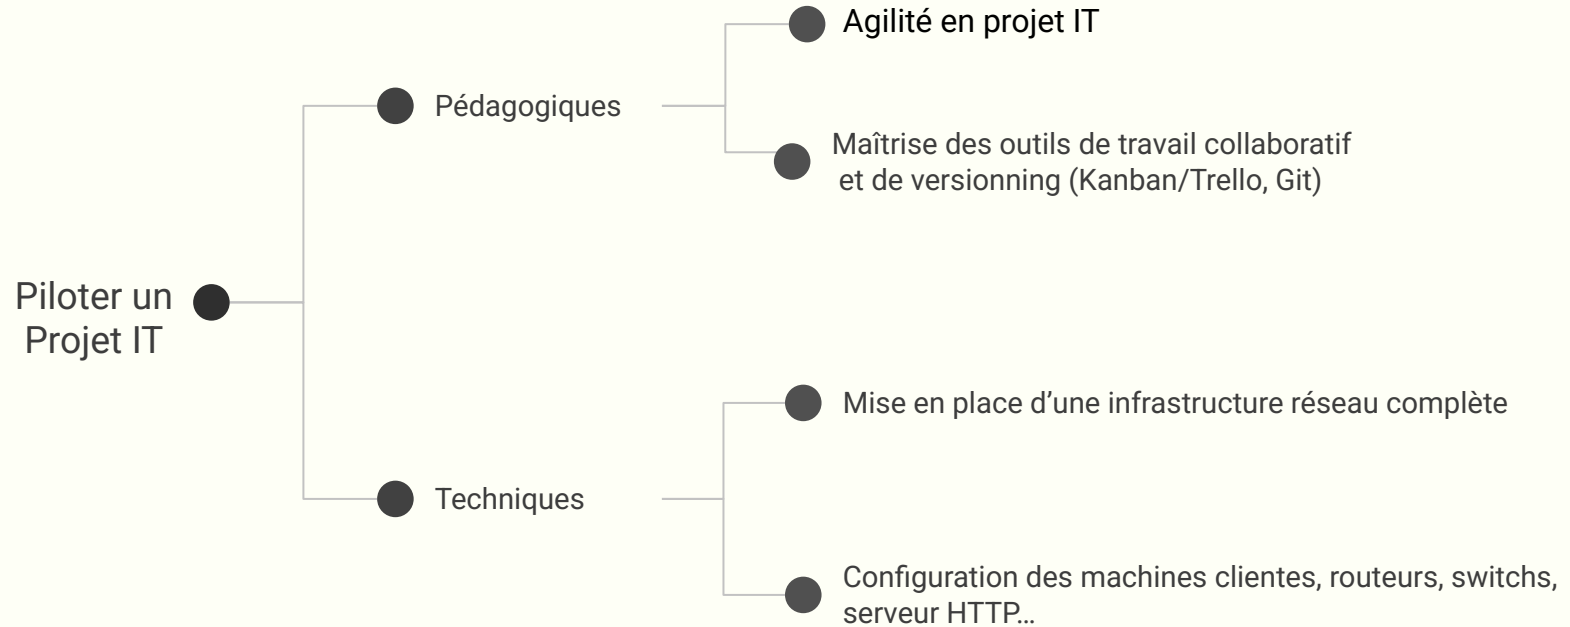 Piloter un
Projet IT
Pédagogiques
Agilité en projet IT
Maîtrise des outils de travail collaboratif
et de versionning (Kanban/Trello, Git)
Techniques
Mise en place d’une infrastructure réseau complète
Configuration des machines clientes, routeurs, switchs,
serveur HTTP…